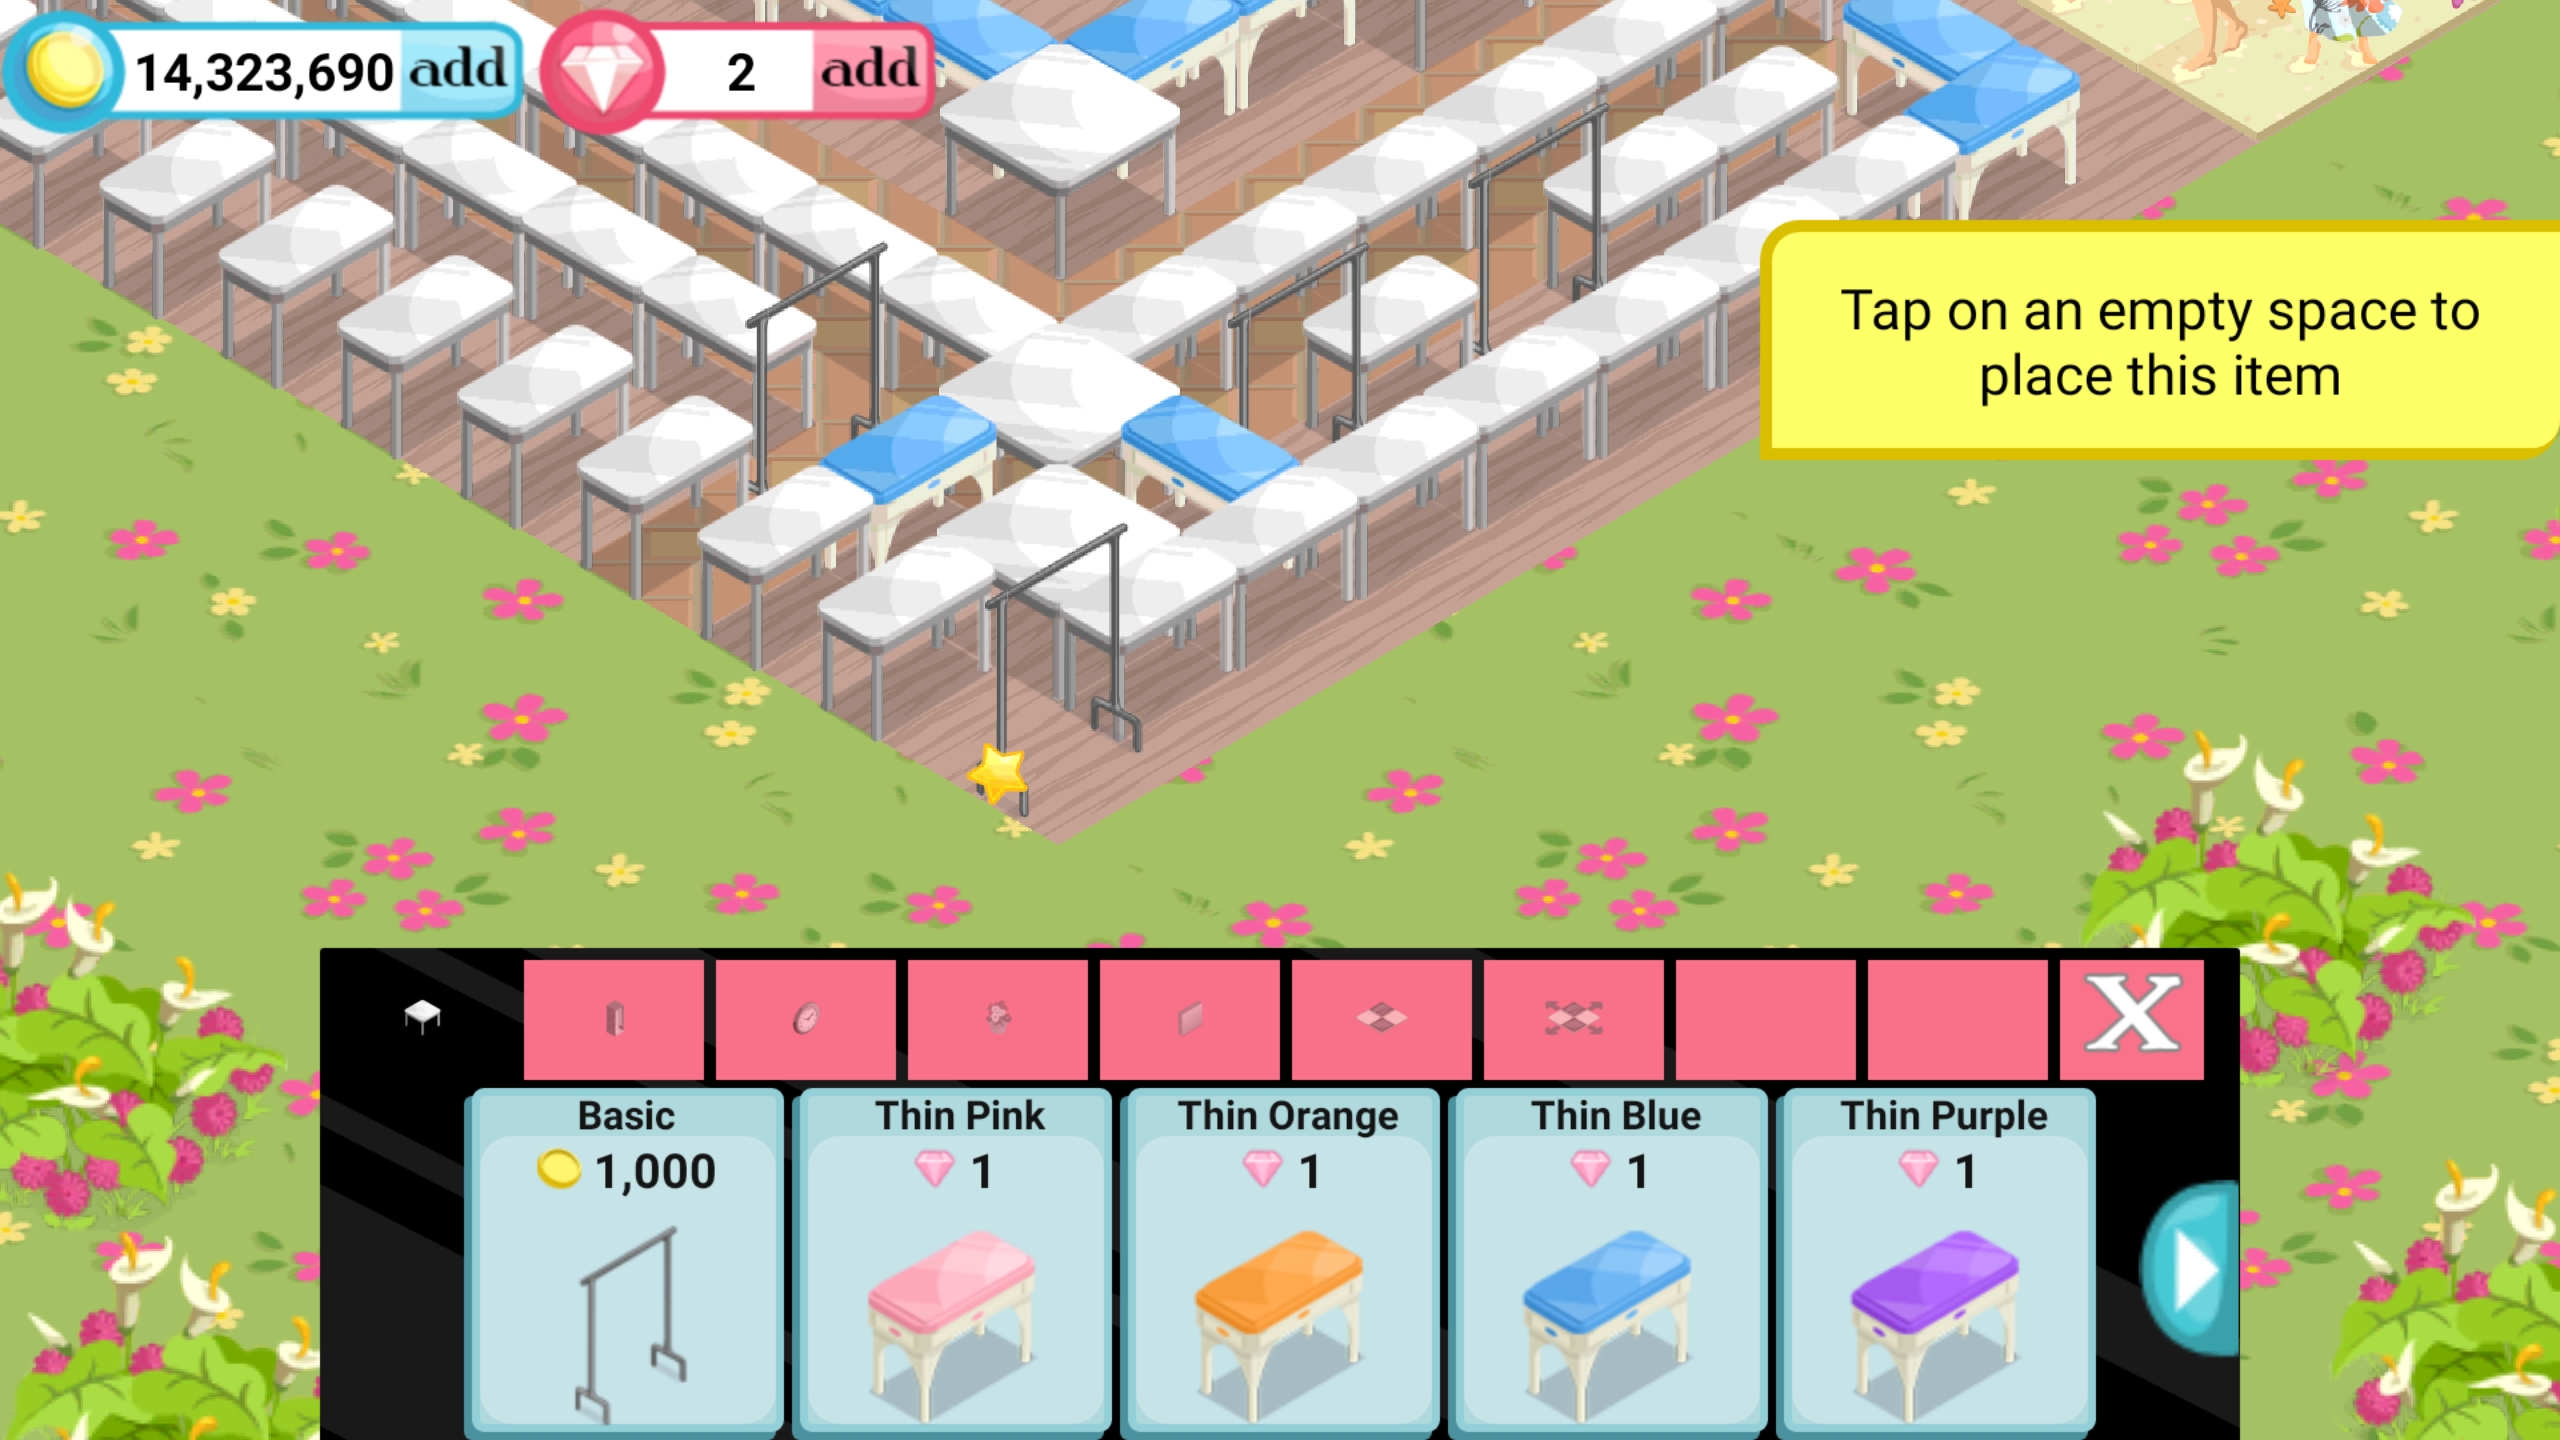 14,323,690 add 2 add
Tap on an empty space to
place this item
X
Basic Thin Pink Thin Orange Thin Blue Thin Purple
1,000 1 1 1 1